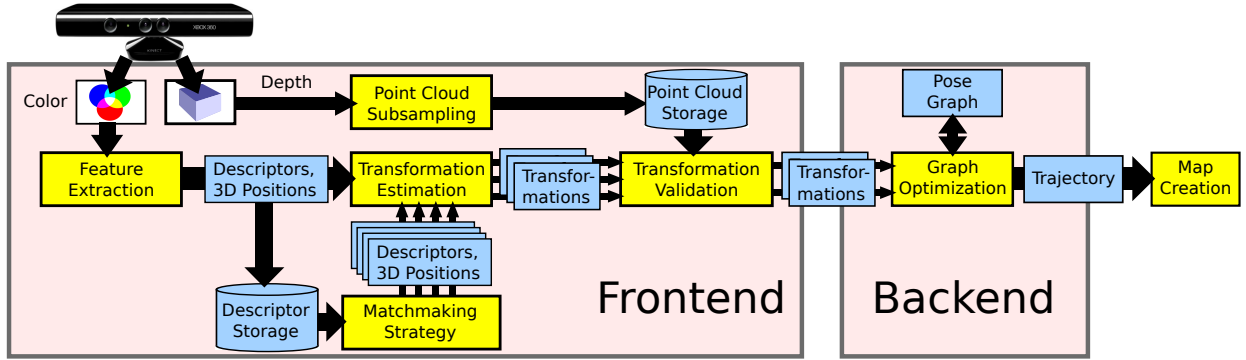 XBOX 360
KINECT
Color
Depth
Point Cloud
Subsampling
Point Cloud
Storage
Pose
Graph
Feature
Extraction
Descriptors,
3D Positions
Transformation
Estimation
Transfor-
mations
Transformation
Validation
Transfor-
mations
Graph
Optimization
Trajectory
Map
Creation
Descriptors,
3D Positions
Descriptor
Storage
Matchmaking
Strategy
Frontend
Backend